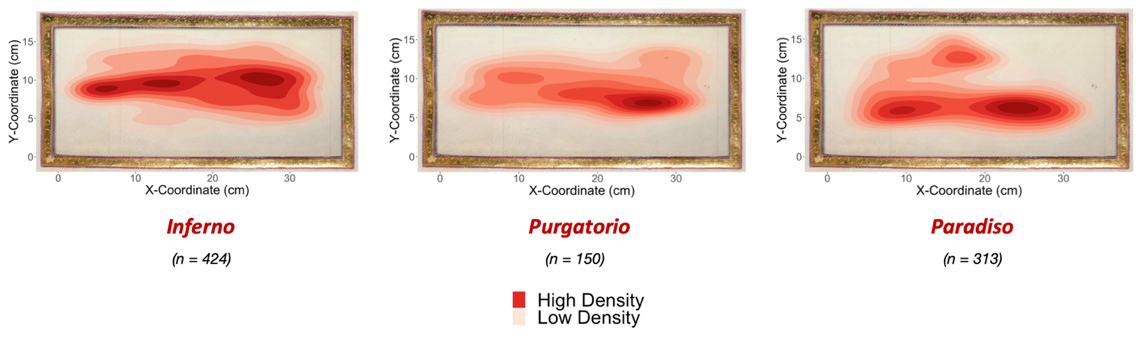 Y-Coordinate (cm)
15
10
5
0
0
10
20
30
X-Coordinate (cm)
Inferno
(n = 424)
Y-Coordinate (cm)
15
10
5
0
0
10
20
30
X-Coordinate (cm)
Purgatorio
(n = 150)
Y-Coordinate (cm)
15
10
5
0
0
10
20
30
X-Coordinate (cm)
Paradiso
(n = 313)
High Density
Low Density